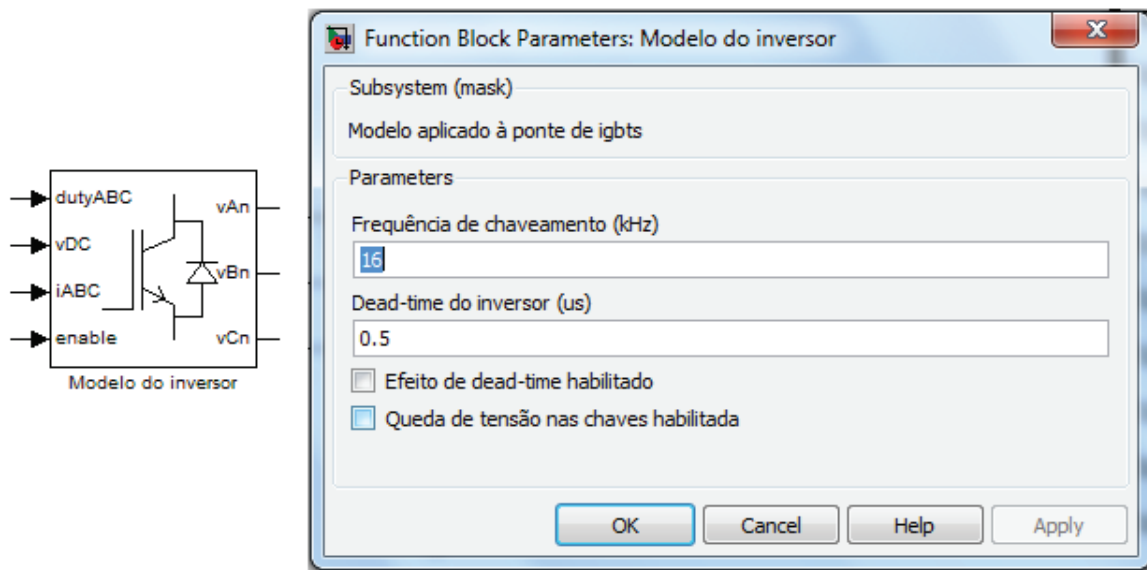 dutyABC
vDC
iABC
enable
vAn
vBn
vCn
Modelo do inversor
Function Block Parameters: Modelo do inversor
Subsystem (mask)
Modelo aplicado à ponte de igbts
Parameters
Frequência de chaveamento (kHz)
16
Dead-time do inversor (us)
0.5
Efeito de dead-time habilitado
Queda de tensão nas chaves habilitada
OK Cancel Help Apply